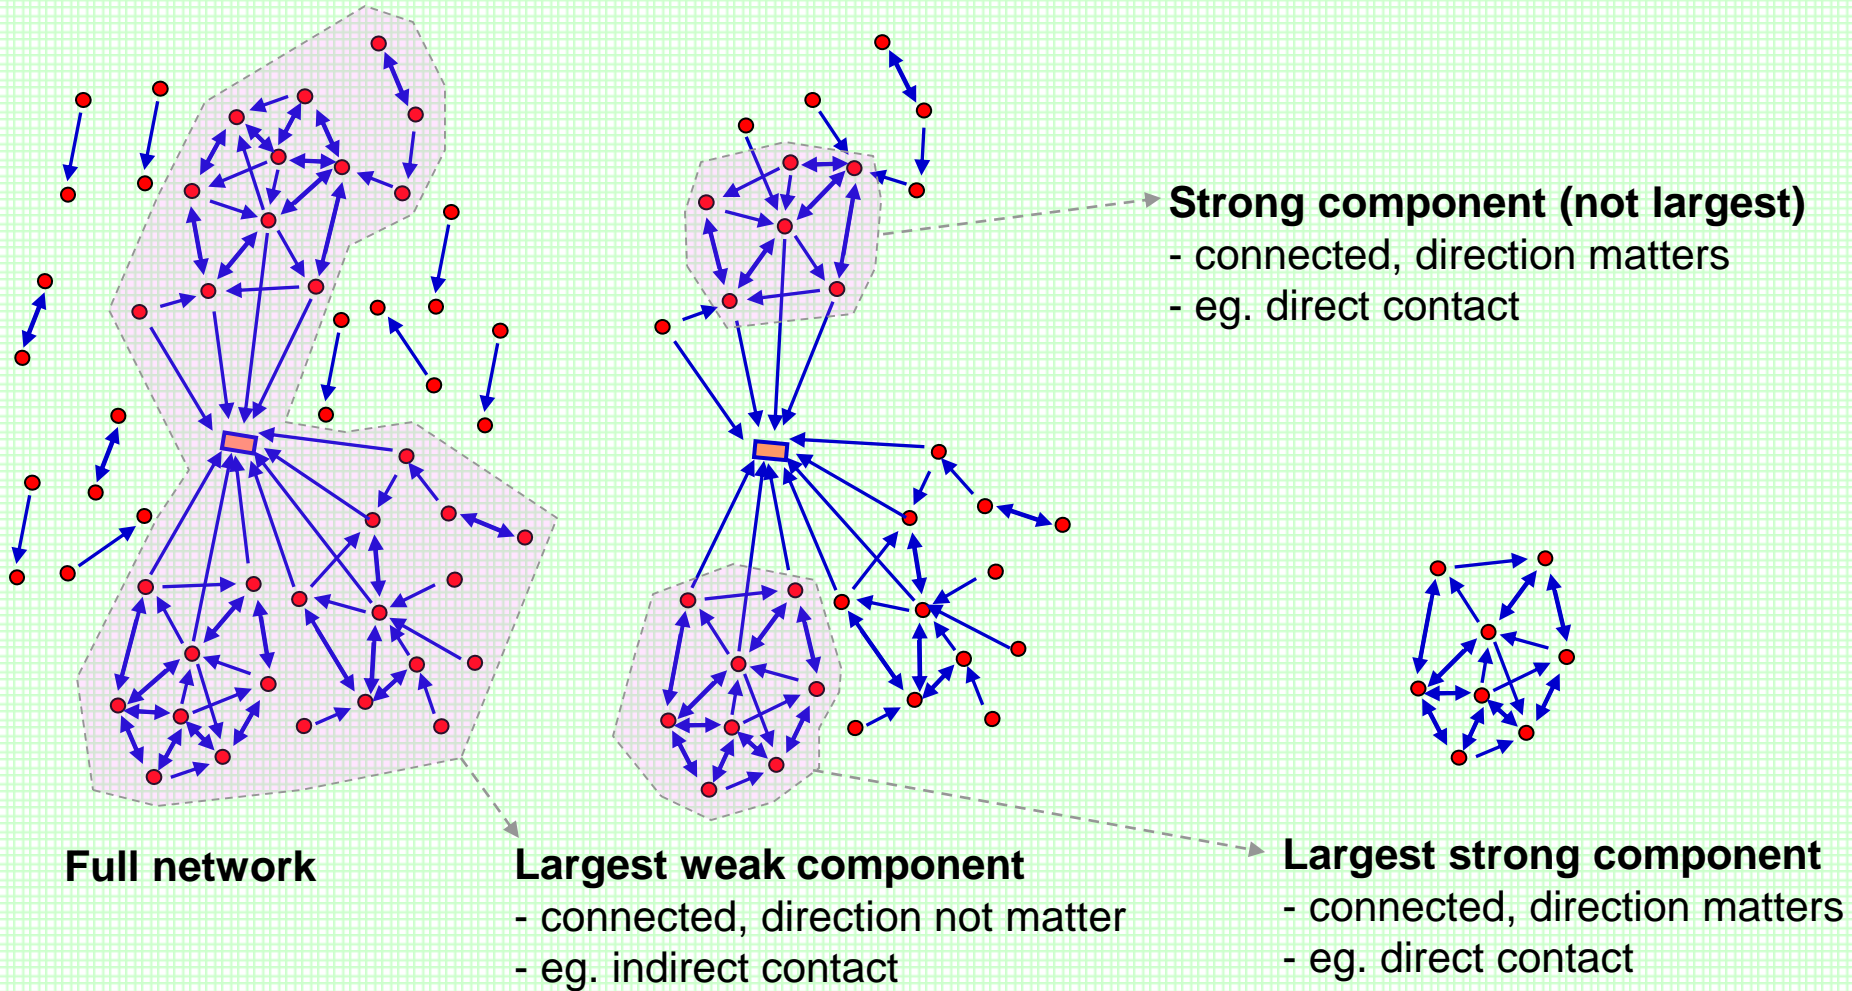 Strong component (not largest)
- connected, direction matters
- eg. direct contact
Full network
Largest weak component
- connected, direction not matter
- eg. indirect contact
Largest strong component
- connected, direction matters
- eg. direct contact